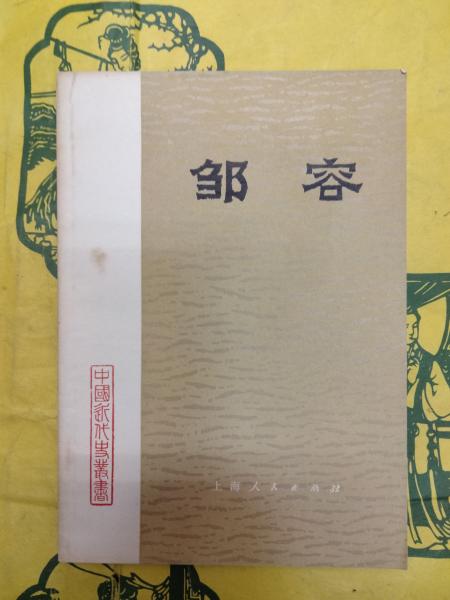 邹容
中國近代史叢書
上海人民出版社